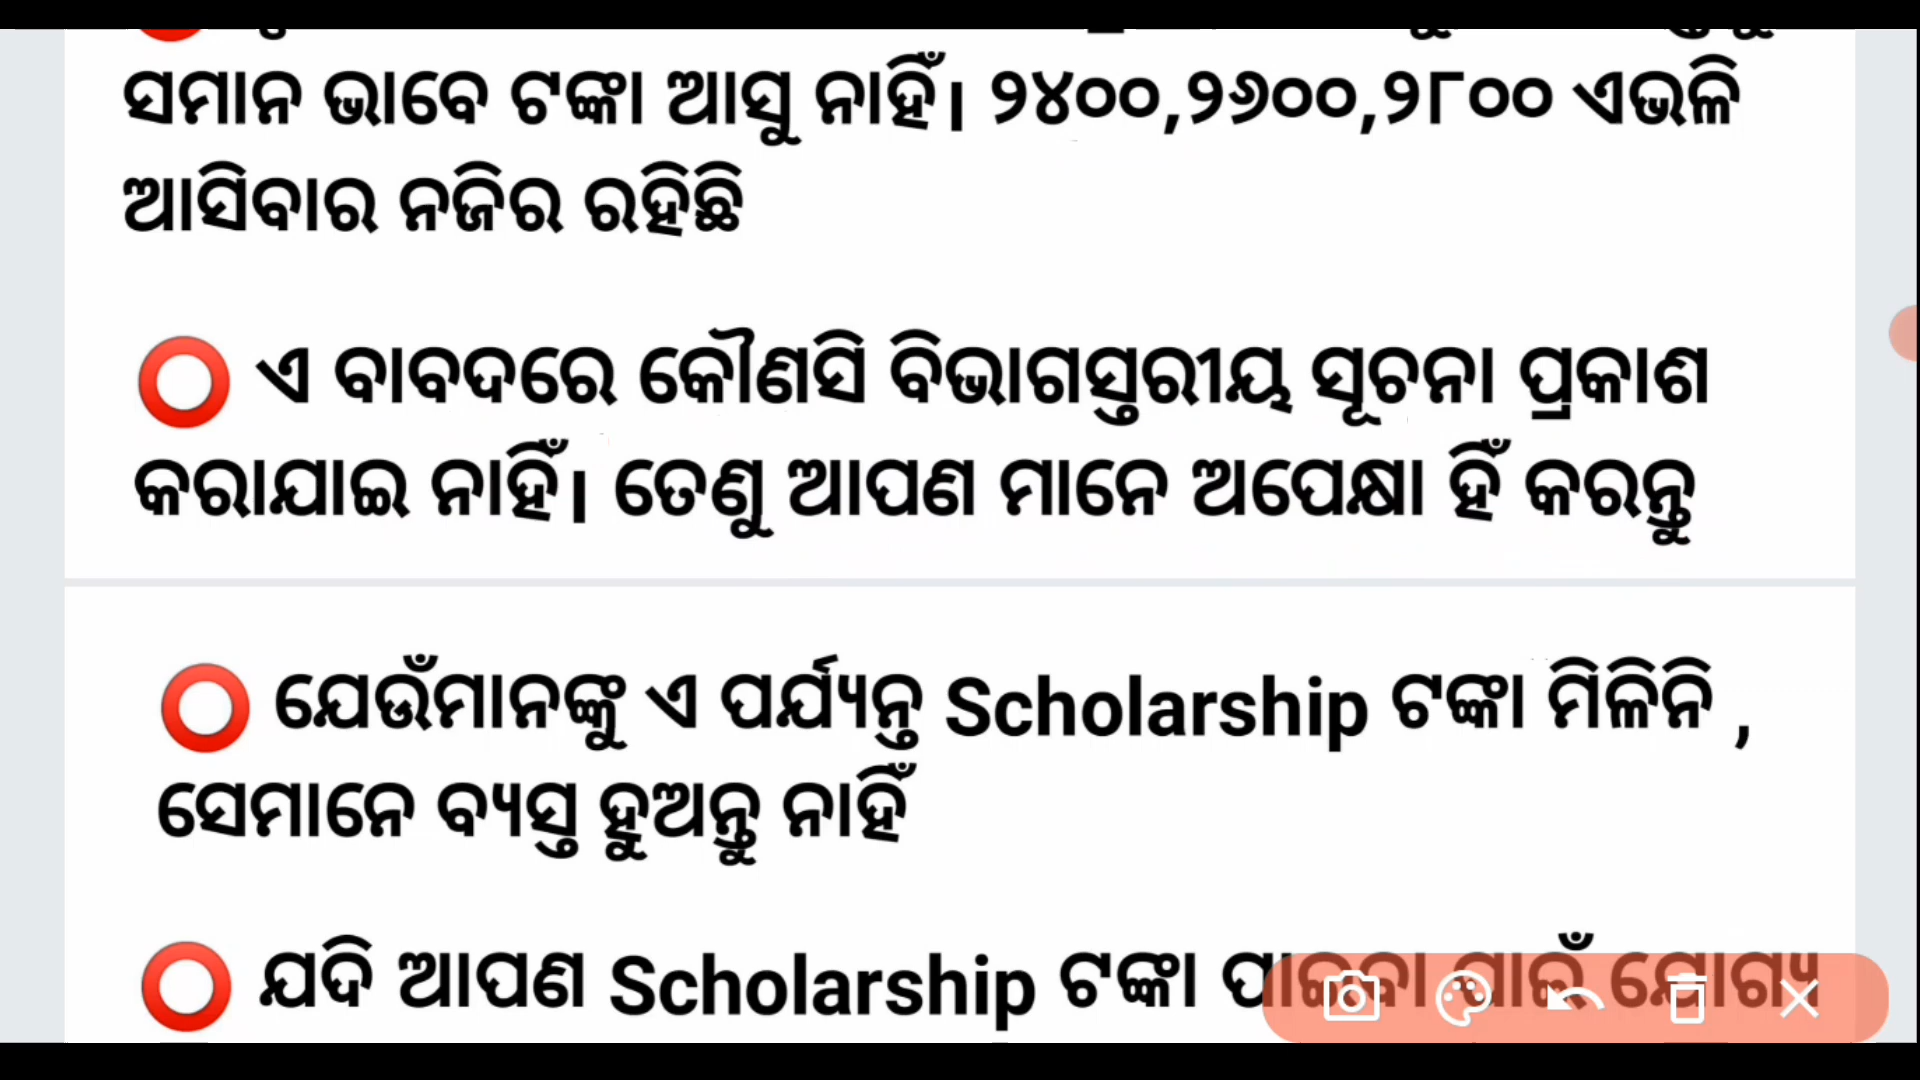 ସମାନ ଭାବେ ଟଙ୍କା ଆସୁ ନାହିଁ। ୨୪୦୦,୨୬୦୦,୨୮୦୦ ଏଭଳି
ଆସିବାର ନଜିର ରହିଛି
ଏ ବାବଦରେ କୌଣସି ବିଭାଗସ୍ତରୀୟ ସୂଚନା ପ୍ରକାଶ
କରାଯାଇ ନାହିଁ। ତେଣୁ ଆପଣ ମାନେ ଅପେକ୍ଷା ହିଁ କରନ୍ତୁ
ଯେଉଁମାନଙ୍କୁ ଏ ପର୍ଯ୍ୟନ୍ତ Scholarship ଟଙ୍କା ମିଳିନି ,
ସେମାନେ ବ୍ୟସ୍ତ ହୁଅନ୍ତୁ ନାହିଁ
ଯଦି ଆପଣ Scholarship ଟଙ୍କା ପାଇବା ପାଇଁ ଯୋଗ୍ୟ